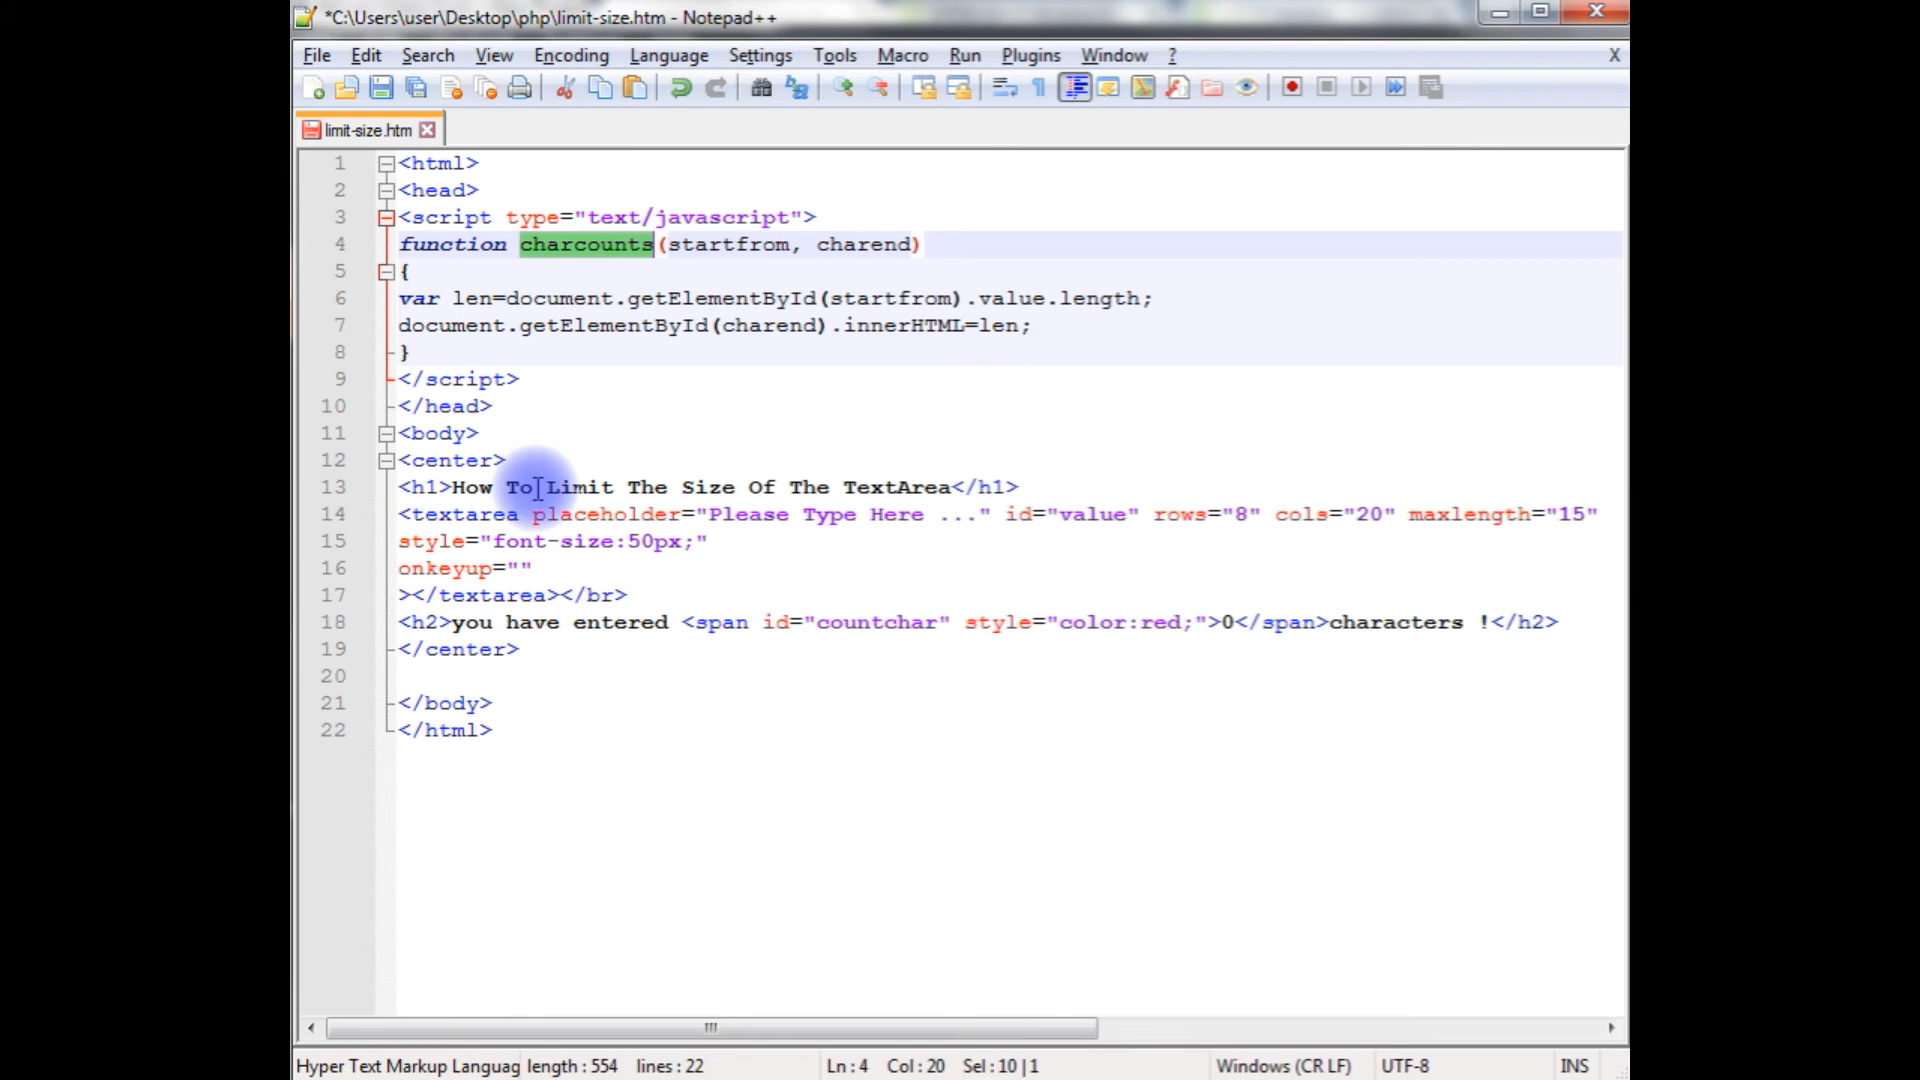 *C:\Users\user\Desktop\php\limit-size.htm - Notepad++
File Edit Search View Encoding Language Settings Tools Macro Run Plugins Window ? X
limit-size.htm
1 <html>
2 <head>
3 <script type="text/javascript">
4 function charcounts(startfrom, charend)
5 {
6 var len=document.getElementById(startfrom).value.length;
7 document.getElementById(charend).innerHTML=len;
8 }
9 </script>
10 </head>
11 <body>
12 <center>
13 <h1>How To Limit The Size Of The TextArea</h1>
14 <textarea placeholder="Please Type Here ..." id="value" rows="8" cols="20" maxlength="15"
15 style="font-size:50px;"
16 onkeyup=""
17 ></textarea></br>
18 <h2>you have entered <span id="countchar" style="color:red;">0</span>characters !</h2>
19 </center>
20
21 </body>
22 </html>
Hyper Text Markup Languag length : 554 lines : 22 Ln : 4 Col : 20 Sel : 10 | 1 Windows (CR LF) UTF-8 INS